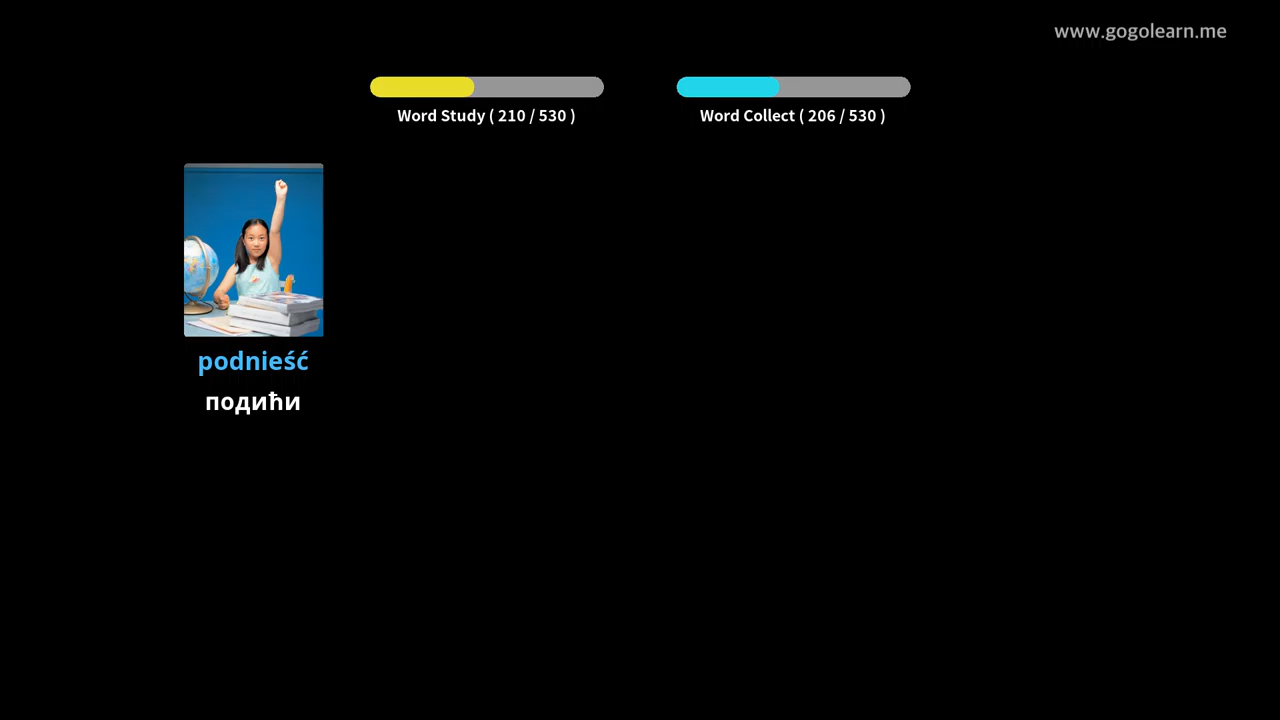 www.gogolearn.me
Word Study ( 210 / 530 )
Word Collect ( 206 / 530 )
podnieść
подићи